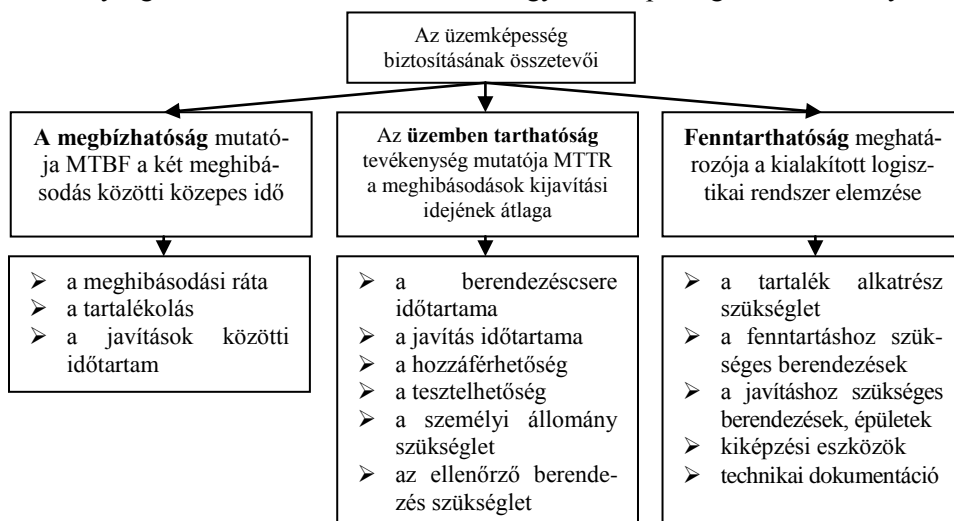 Az üzemképesség
biztosításának összetevői
A megbízhatóság mutató-
ja MTBF a két meghibá-
sodás közötti közepes idő
Az üzemben tarthatóság
tevékenység mutatója MTTR
a meghibásodások kijavítási
idejének átlaga
Fenntarthatóság meghatá-
rozója a kialakított logisz-
tikai rendszer elemzése
➢ a meghibásodási ráta
➢ a tartalékolás
➢ a javítások közötti
időtartam
➢ a berendezéscsere
időtartama
➢ a javítás időtartama
➢ a hozzáférhetőség
➢ a tesztelhetőség
➢ a személyi állomány
szükséglet
➢ az ellenőrző berende-
zés szükséglet
➢ a tartalék alkatrész
szükséglet
➢ a fenntartáshoz szük-
séges berendezések
➢ a javításhoz szükséges
berendezések, épületek
➢ kiképzési eszközök
➢ technikai dokumentáció